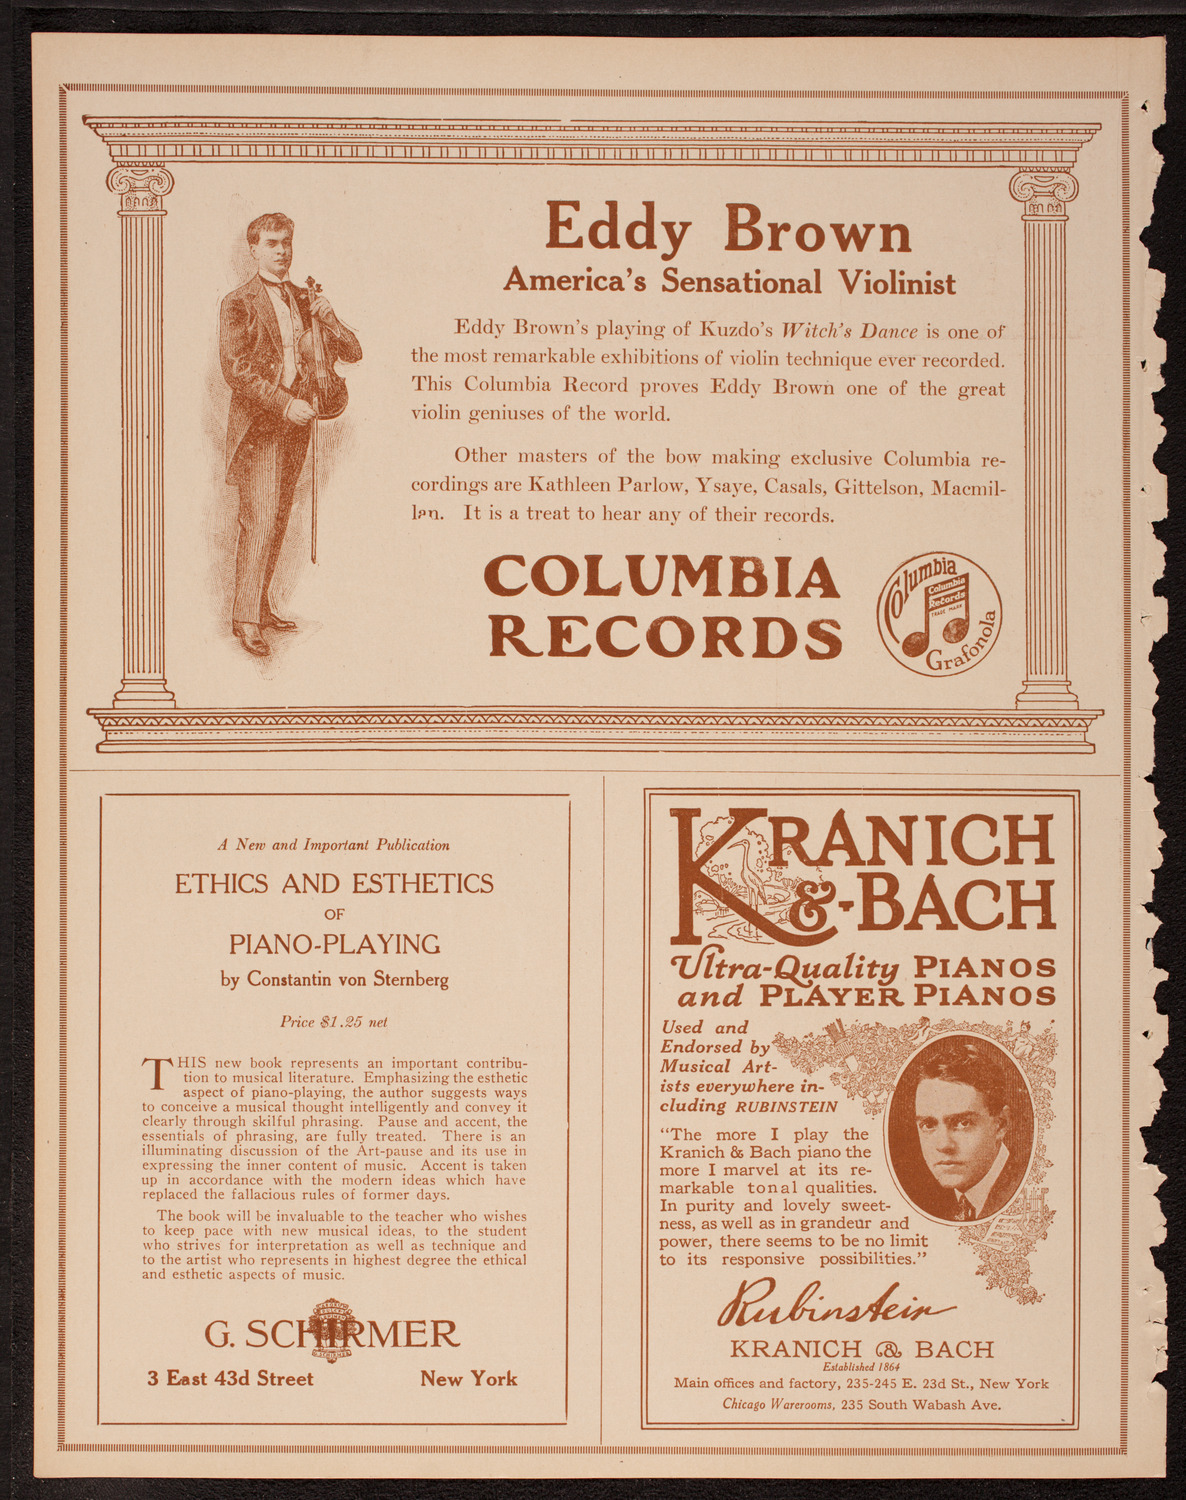 Eddy Brown
America's Sensational Violinist
Eddy Brown's playing of Kuzdo's Witch's Dance is one of
the most remarkable exhibitions of violin technique ever recorded.
This Columbia Record proves Eddy Brown one of the great
violin geniuses of the world.
Other masters of the bow making exclusive Columbia re-
cordings are Kathleen Parlow, Ysaye, Casals, Gittelson, Macmil-
lan. It is a treat to hear any of their records.
COLUMBIA
RECORDS
Columbia
Columbia
Records
TRADE MARK
Grafonola
A New and Important Publication
ETHICS AND ESTHETICS
OF
PIANO-PLAYING
by Constantin von Sternberg
Price $1.25 net
THIS new book represents an important contribu-
tion to musical literature. Emphasizing the esthetic
aspect of piano-playing, the author suggests ways
to conceive a musical thought intelligently and convey it
clearly through skilful phrasing. Pause and accent, the
essentials of phrasing, are fully treated. There is an
illuminating discussion of the Art-pause and its use in
expressing the inner content of music. Accent is taken
up in accordance with the modern ideas which have
replaced the fallacious rules of former days.
The book will be invaluable to the teacher who wishes
to keep pace with new musical ideas, to the student
who strives for interpretation as well as technique and
to the artist who represents in highest degree the ethical
and esthetic aspects of music.
G. SCHIRMER
3 East 43d Street New York
KRANICH
&-BACH
Ultra-Quality PIANOS
and PLAYER PIANOS
Used and
Endorsed by
Musical Art-
ists everywhere in-
cluding RUBINSTEIN
"The more I play the
Kranich & Bach piano the
more I marvel at its re-
markable tonal qualities.
In purity and lovely sweet-
ness, as well as in grandeur and
power, there seems to be no limit
to its responsive possibilities."
Rubinstein
KRANICH & BACH
Established 1864
Main offices and factory, 235-245 E. 23d St., New York
Chicago Warerooms, 235 South Wabash Ave.